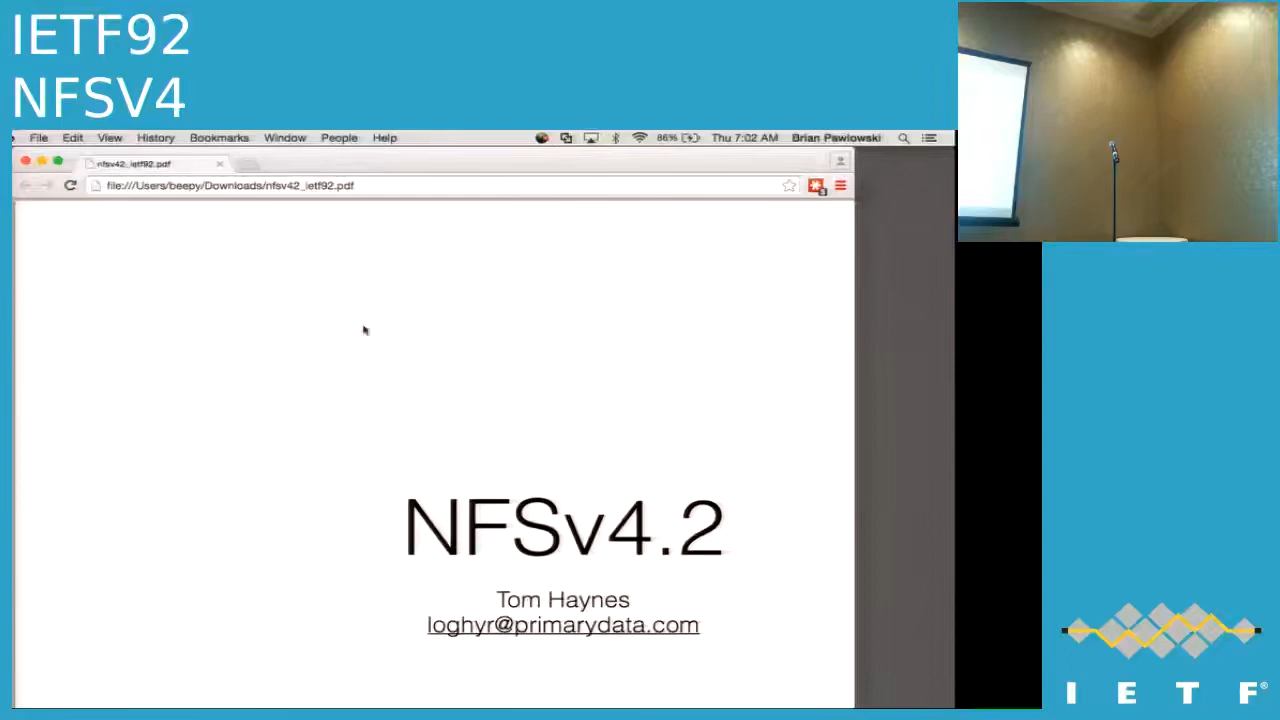 IETF92
NFSV4
File Edit View History Bookmarks Window People Help 86% Thu 7:02 AM Brian Pawlowski
nfsv42_ietf92.pdf
file:///Users/beepy/Downloads/nfsv42_ietf92.pdf
NFSv4.2
Tom Haynes
loghyr@primarydata.com
I E T F®